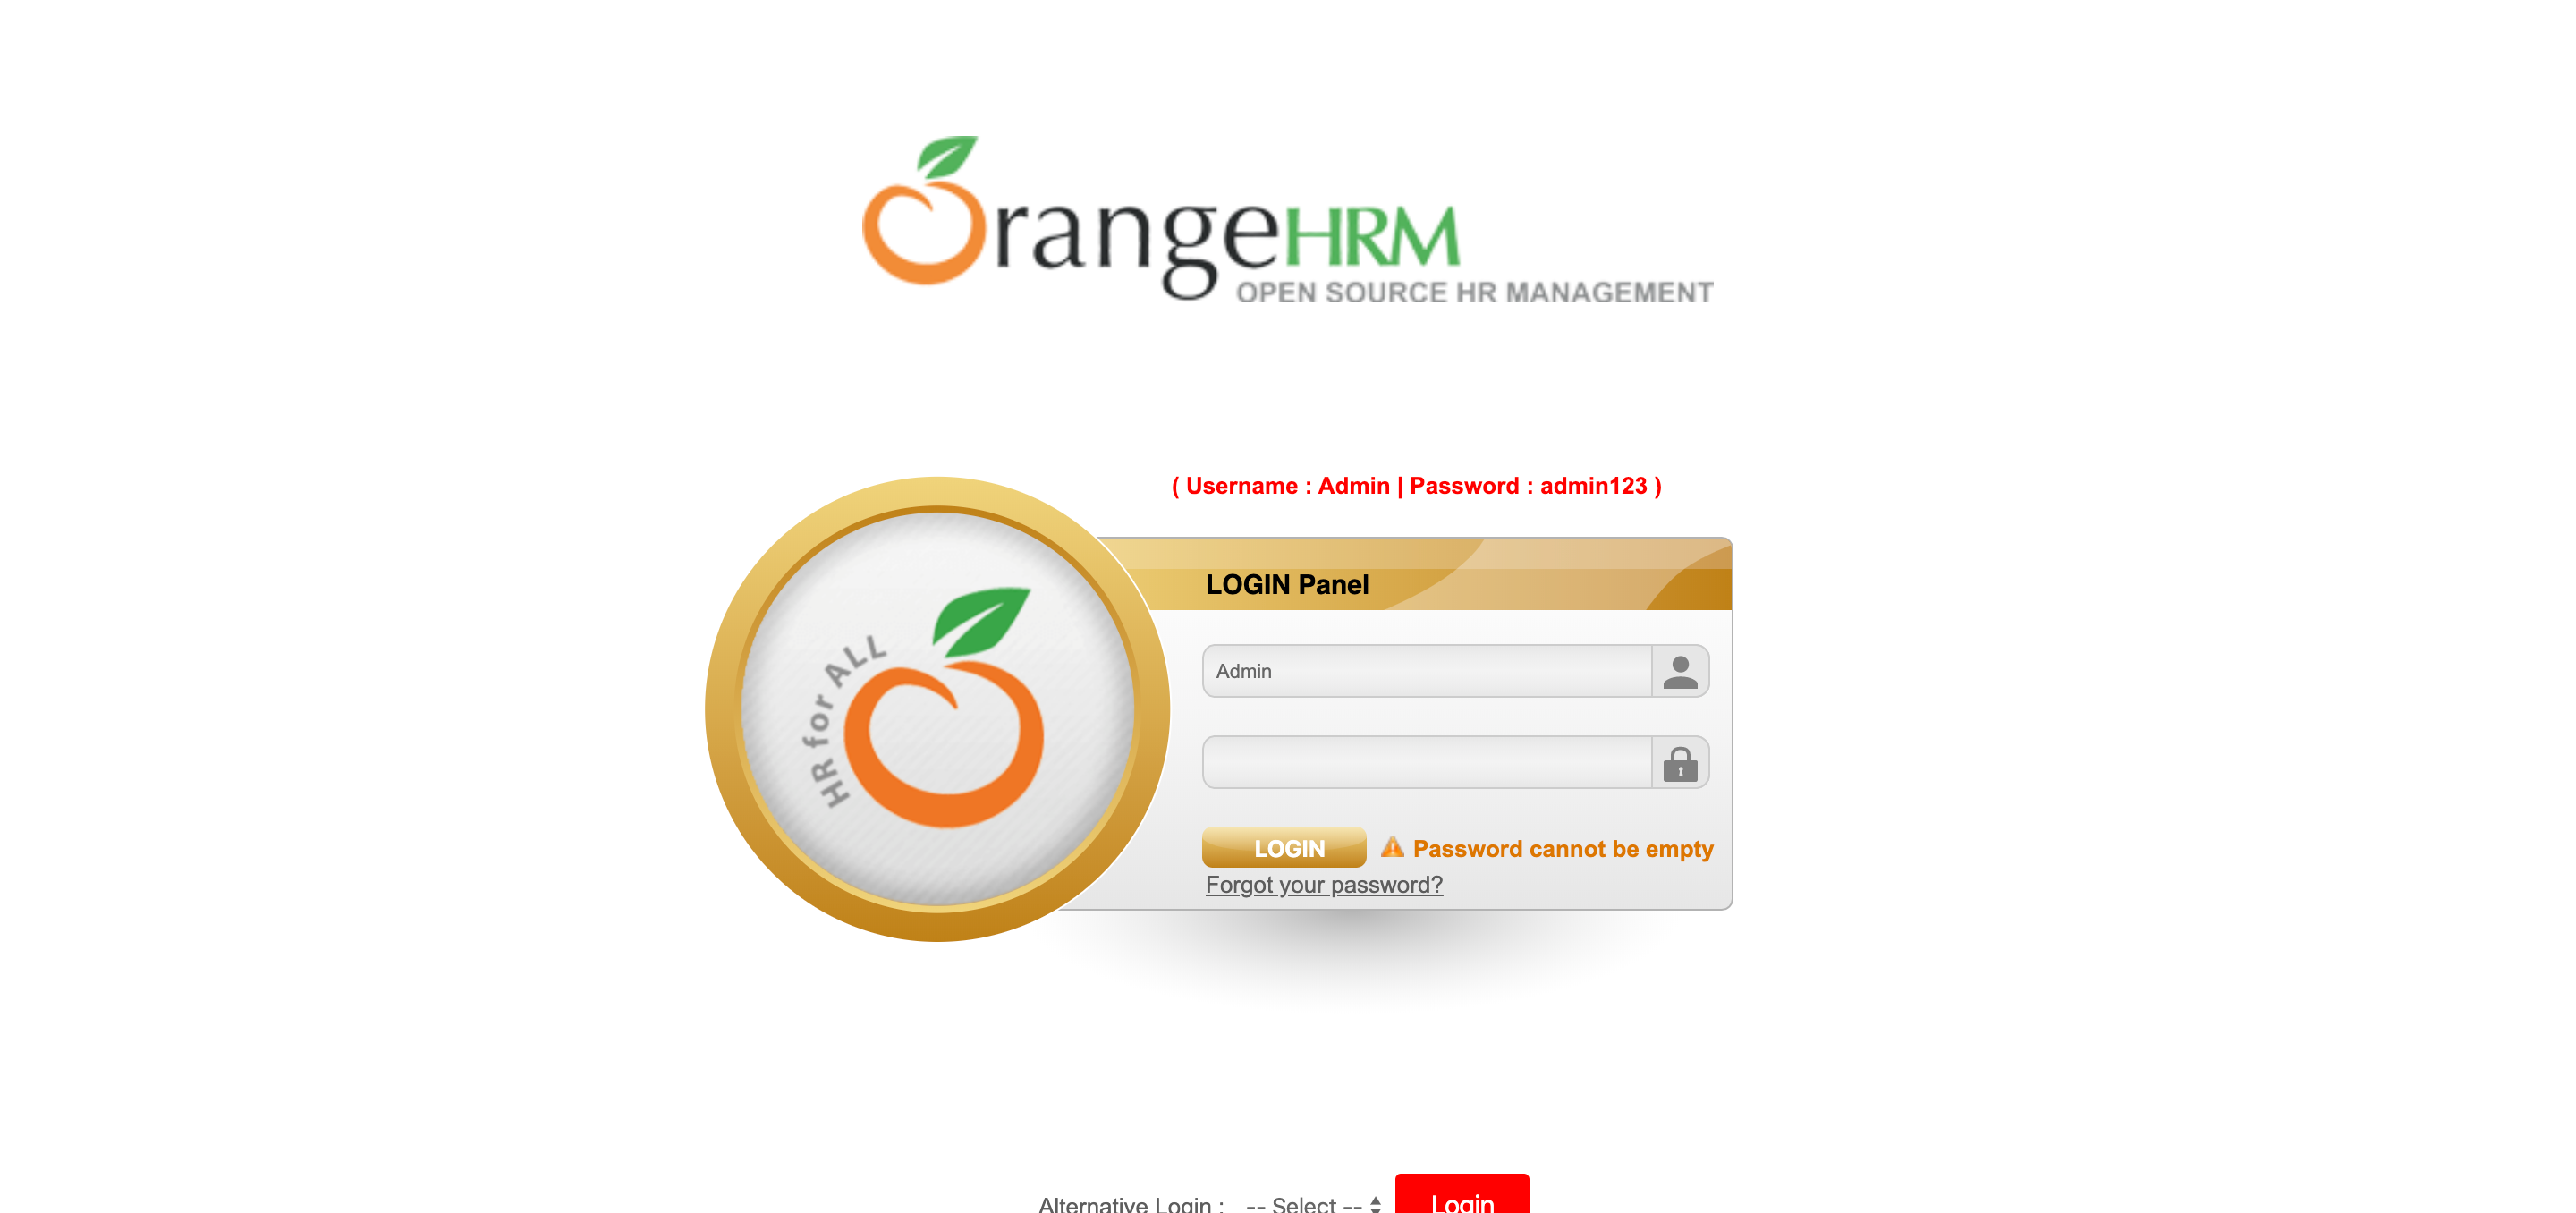 OrangeHRM
OPEN SOURCE HR MANAGEMENT
( Username : Admin | Password : admin123 )
HR for ALL
LOGIN Panel
Admin
LOGIN
Password cannot be empty
Forgot your password?
Alternative Login : -- Select -- Login